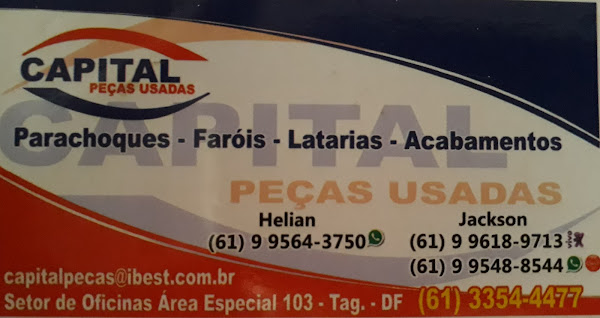 CAPITAL
PEÇAS USADAS
CAPITAL
Parachoques - Faróis - Latarias - Acabamentos
PEÇAS USADAS
Helian
(61) 9 9564-3750
Jackson
(61) 9 9618-9713 vivo
(61) 9 9548-8544
capitalpecas@ibest.com.br
Setor de Oficinas Área Especial 103 - Tag. - DF (61) 3354-4477